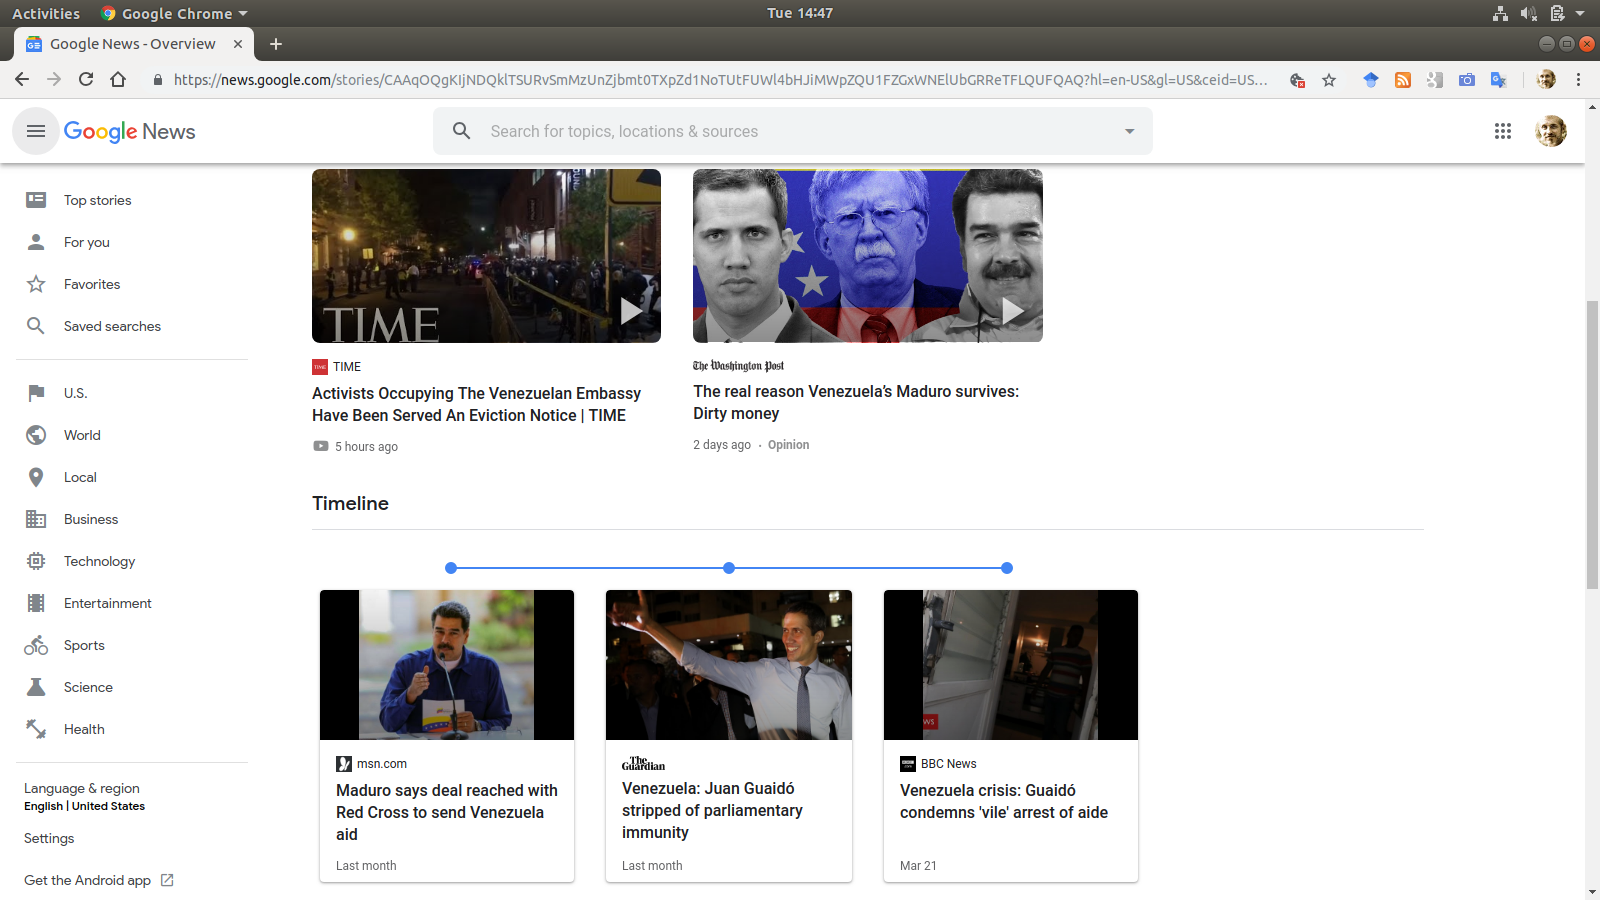 Activities
Google Chrome
Tue 14:47
Google News - Overview
https://news.google.com/stories/CAAqOQgKIjNDQklTSURvSmMzUnZjbmt0TXpZd1NoTUtFUWl4bHJiMWpZQU1FZGxWNElUbGRReTFLQUFQAQ?hl=en-US&gl=US&ceid=US...
Google News
Search for topics, locations & sources
Top stories
For you
Favorites
Saved searches
U.S.
World
Local
Business
Technology
Entertainment
Sports
Science
Health
Language & region
English | United States
Settings
Get the Android app
TIME
TIME
TIME
Activists Occupying The Venezuelan Embassy
Have Been Served An Eviction Notice | TIME
5 hours ago
The Washington Post
The real reason Venezuela’s Maduro survives:
Dirty money
2 days ago · Opinion
Timeline
msn.com
Maduro says deal reached with
Red Cross to send Venezuela
aid
Last month
The
Guardian
Venezuela: Juan Guaidó
stripped of parliamentary
immunity
Last month
WS
BBC News
Venezuela crisis: Guaidó
condemns 'vile' arrest of aide
Mar 21